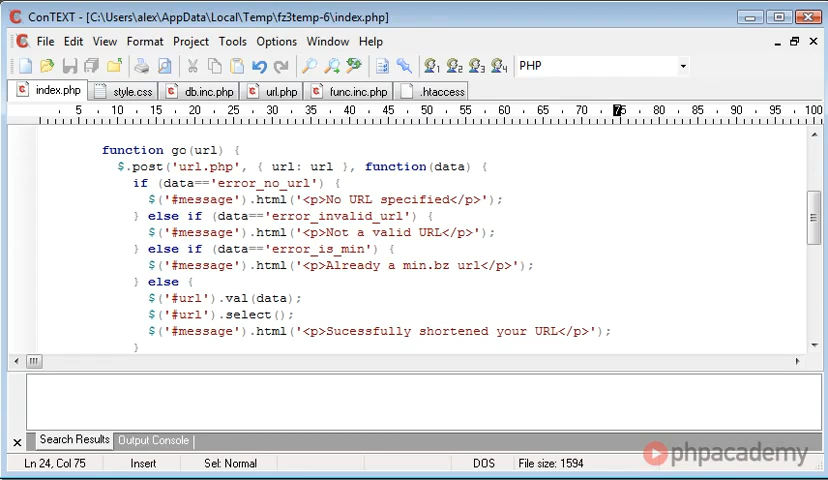 ConTEXT - [C:\Users\alex\AppData\Local\Temp\fz3temp-6\index.php]
File Edit View Format Project Tools Options Window Help
1 2 3 4 PHP
index.php style.css db.inc.php url.php func.inc.php .htaccess
5 10 15 20 25 30 35 40 45 50 55 60 65 70 75 80 85 90 95 100
function go(url) {
$.post('url.php', { url: url }, function(data) {
if (data=='error_no_url') {
$('#message').html('<p>No URL specified</p>');
} else if (data=='error_invalid_url') {
$('#message').html('<p>Not a valid URL</p>');
} else if (data=='error_is_min') {
$('#message').html('<p>Already a min.bz url</p>');
} else {
$('#url').val(data);
$('#url').select();
$('#message').html('<p>Sucessfully shortened your URL</p>');
}
Search Results Output Console
Ln 24, Col 75 Insert Sel: Normal DOS File size: 1594
phpacademy